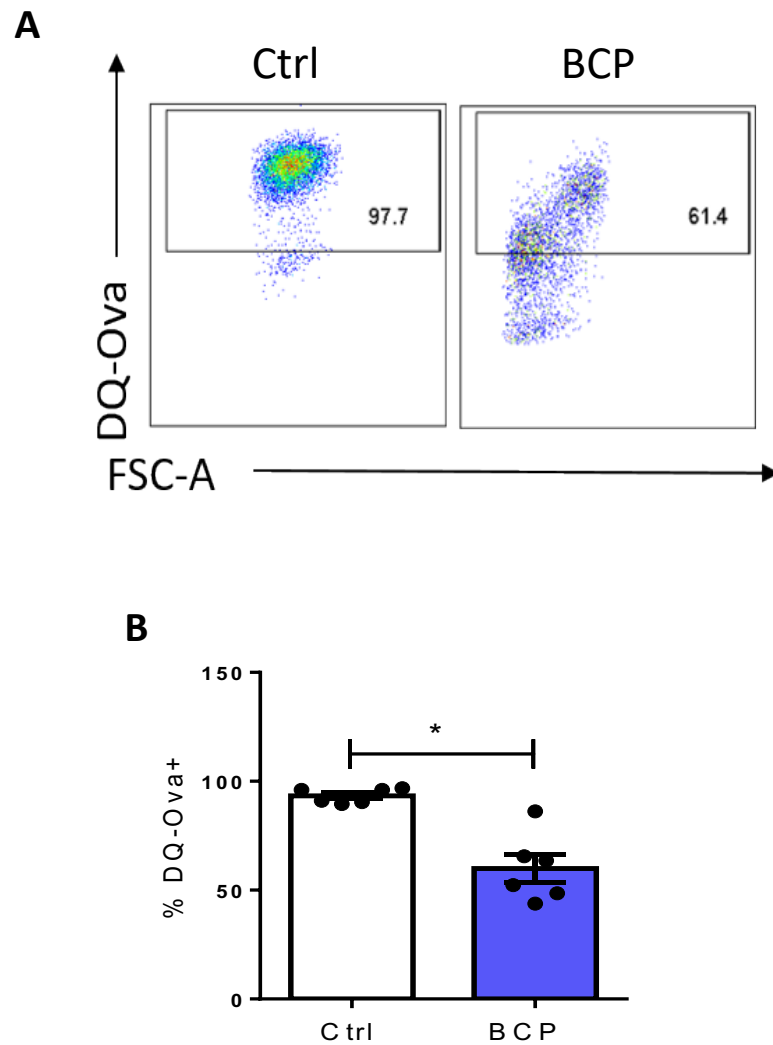 A
Ctrl BCP
97.7 61.4
DQ-Ova
FSC-A
B
150
*
100
50
0
% DQ-Ova+
Ctrl BCP